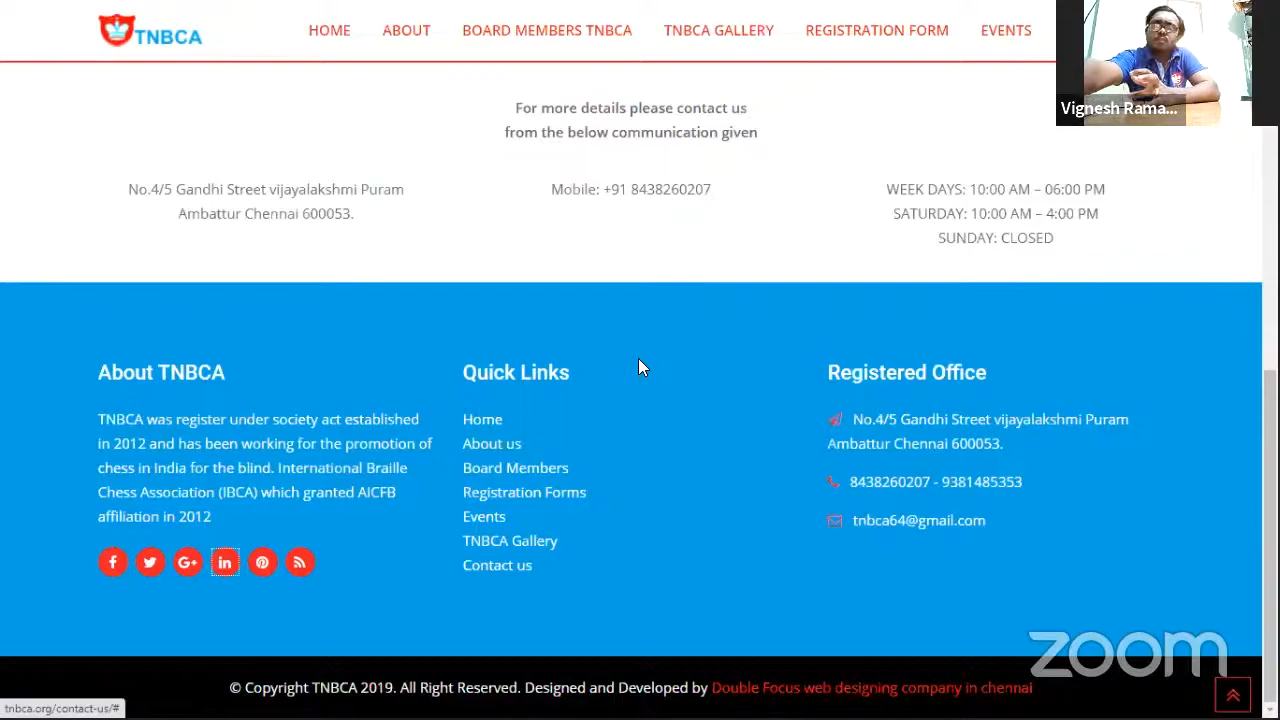 TNBCA
HOME ABOUT BOARD MEMBERS TNBCA TNBCA GALLERY REGISTRATION FORM EVENTS
Vignesh Rama...
For more details please contact us
from the below communication given
No.4/5 Gandhi Street vijayalakshmi Puram
Ambattur Chennai 600053.
Mobile: +91 8438260207
WEEK DAYS: 10:00 AM – 06:00 PM
SATURDAY: 10:00 AM – 4:00 PM
SUNDAY: CLOSED
About TNBCA
TNBCA was register under society act established
in 2012 and has been working for the promotion of
chess in India for the blind. International Braille
Chess Association (IBCA) which granted AICFB
affiliation in 2012
f G+ in
Quick Links
Home
About us
Board Members
Registration Forms
Events
TNBCA Gallery
Contact us
Registered Office
No.4/5 Gandhi Street vijayalakshmi Puram
Ambattur Chennai 600053.
8438260207 - 9381485353
tnbca64@gmail.com
zoom
© Copyright TNBCA 2019. All Right Reserved. Designed and Developed by Double Focus web designing company in chennai
tnbca.org/contact-us/#